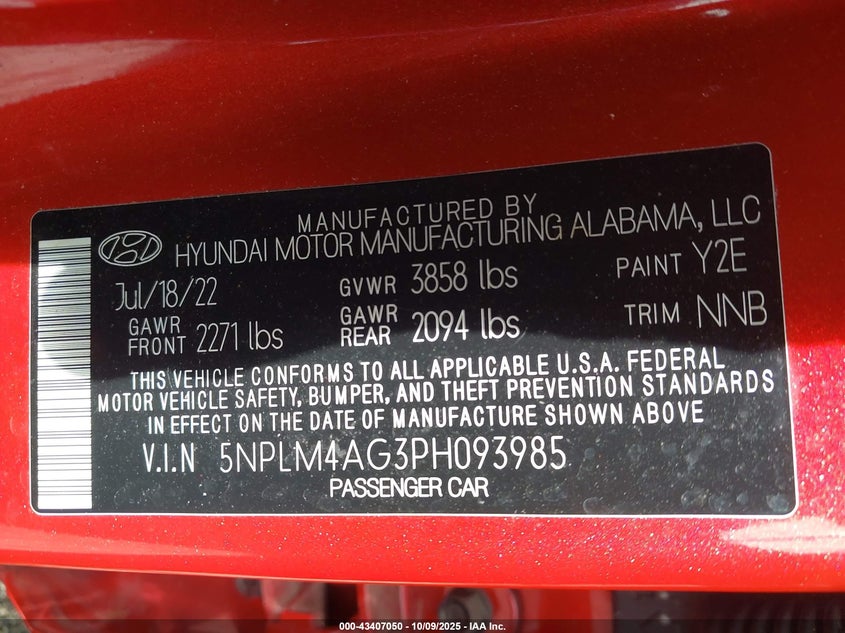 MANUFACTURED BY
HYUNDAI MOTOR MANUFACTURING ALABAMA, LLC
Jul/18/22 GVWR 3858 lbs PAINT Y2E
GAWR FRONT 2271 lbs GAWR REAR 2094 lbs TRIM NNB
THIS VEHICLE CONFORMS TO ALL APPLICABLE U.S.A. FEDERAL
MOTOR VEHICLE SAFETY, BUMPER, AND THEFT PREVENTION STANDARDS
IN EFFECT ON THE DATE OF MANUFACTURE SHOWN ABOVE
V.I.N 5NPLM4AG3PH093985
PASSENGER CAR
000-43407050 | 10/09/2025 | IAA Inc.